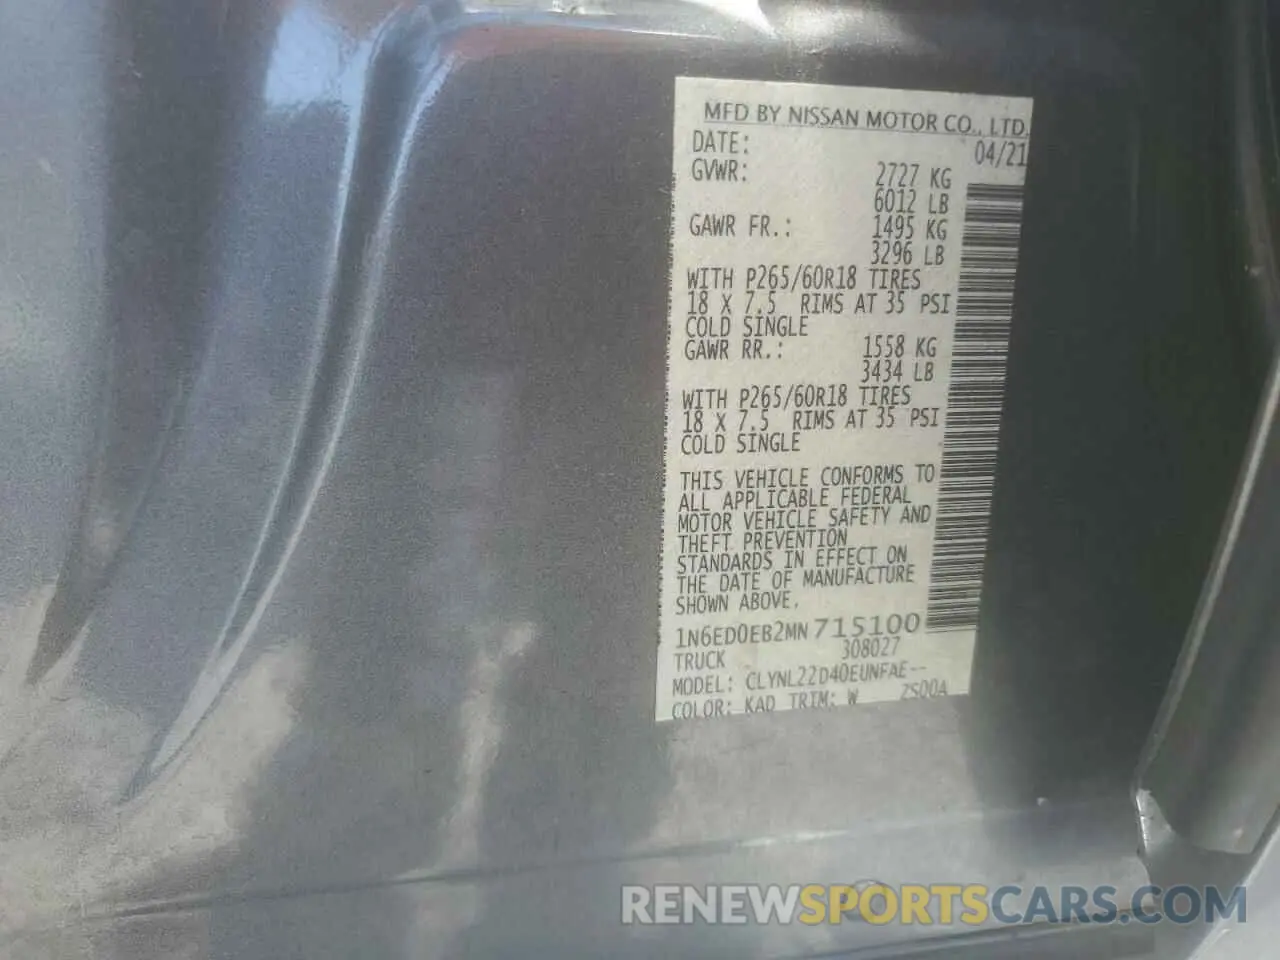 MFD BY NISSAN MOTOR CO., LTD.
DATE: 04/21
GVWR: 2727 KG
6012 LB
GAWR FR.: 1495 KG
3296 LB
WITH P265/60R18 TIRES
18 X 7.5 RIMS AT 35 PSI
COLD SINGLE
GAWR RR.: 1558 KG
3434 LB
WITH P265/60R18 TIRES
18 X 7.5 RIMS AT 35 PSI
COLD SINGLE
THIS VEHICLE CONFORMS TO
ALL APPLICABLE FEDERAL
MOTOR VEHICLE SAFETY AND
THEFT PREVENTION
STANDARDS IN EFFECT ON
THE DATE OF MANUFACTURE
SHOWN ABOVE.
1N6ED0EB2MN715100
TRUCK 308027
MODEL: CLYNL22D40EUNFAE--
COLOR: KAD TRIM: W 2S00A
RENEWSPORTSCARS.COM